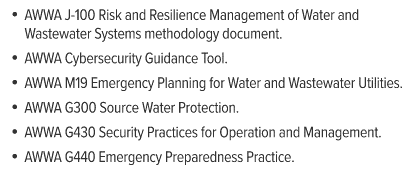 • AWWA J-100 Risk and Resilience Management of Water and
Wastewater Systems methodology document.
• AWWA Cybersecurity Guidance Tool.
• AWWA M19 Emergency Planning for Water and Wastewater Utilities.
• AWWA G300 Source Water Protection.
• AWWA G430 Security Practices for Operation and Management.
• AWWA G440 Emergency Preparedness Practice.